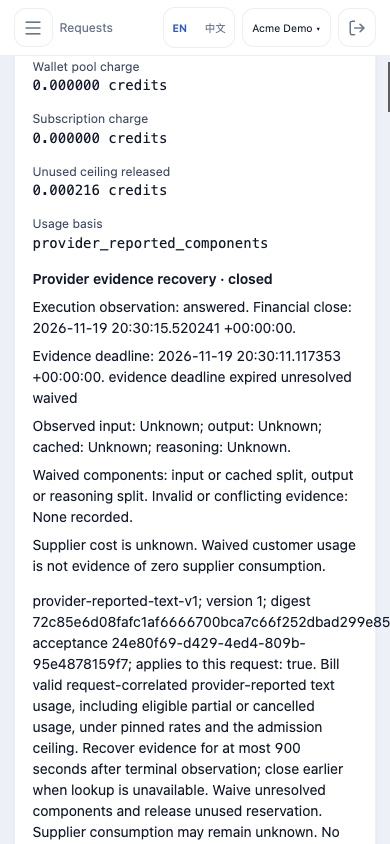 Requests
EN 中文
Acme Demo
Wallet pool charge
0.000000 credits
Subscription charge
0.000000 credits
Unused ceiling released
0.000216 credits
Usage basis
provider_reported_components
Provider evidence recovery · closed
Execution observation: answered. Financial close:
2026-11-19 20:30:15.520241 +00:00:00.
Evidence deadline: 2026-11-19 20:30:11.117353
+00:00:00. evidence deadline expired unresolved
waived
Observed input: Unknown; output: Unknown;
cached: Unknown; reasoning: Unknown.
Waived components: input or cached split, output
or reasoning split. Invalid or conflicting evidence:
None recorded.
Supplier cost is unknown. Waived customer usage
is not evidence of zero supplier consumption.
provider-reported-text-v1; version 1; digest
72c85e6d08fafc1af6666700bca7c66f252dbad299e85
acceptance 24e80f69-d429-4ed4-809b-
95e4878159f7; applies to this request: true. Bill
valid request-correlated provider-reported text
usage, including eligible partial or cancelled
usage, under pinned rates and the admission
ceiling. Recover evidence for at most 900
seconds after terminal observation; close earlier
when lookup is unavailable. Waive unresolved
components and release unused reservation.
Supplier consumption may remain unknown. No